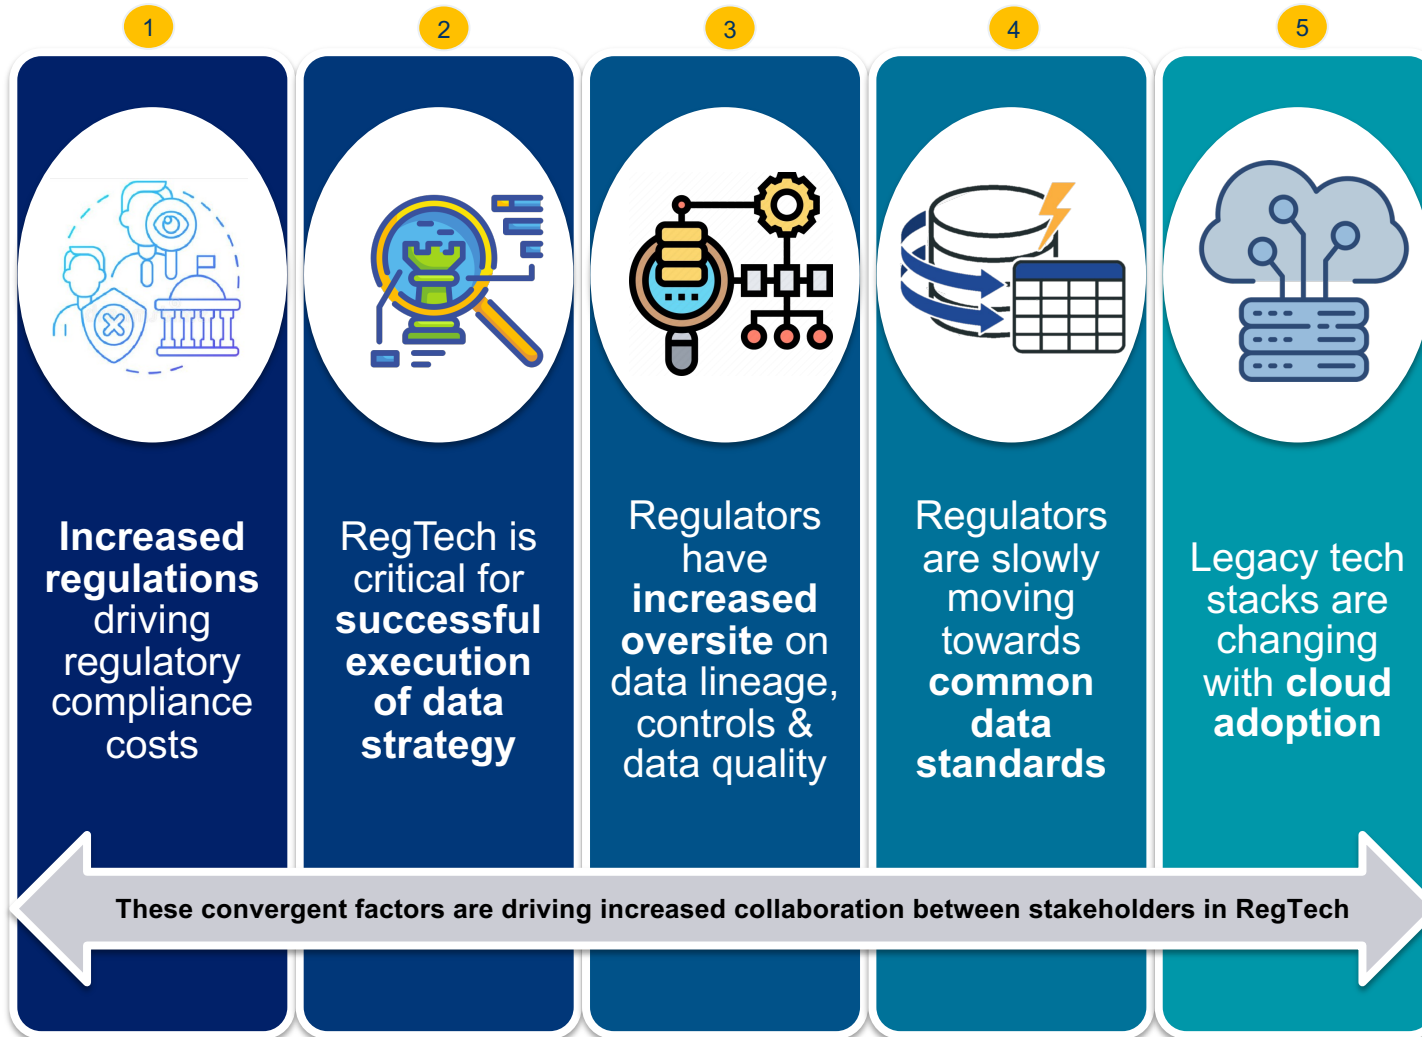 1
2
3
4
5
Increased
regulations
driving
regulatory
compliance
costs
RegTech is
critical for
successful
execution
of data
strategy
Regulators
have
increased
oversite on
data lineage,
controls &
data quality
Regulators
are slowly
moving
towards
common
data
standards
Legacy tech
stacks are
changing
with cloud
adoption
These convergent factors are driving increased collaboration between stakeholders in RegTech